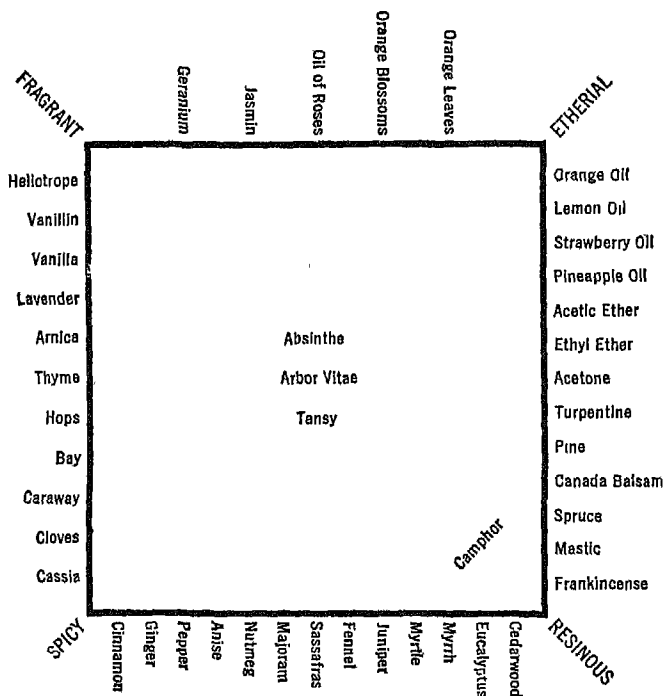 FRAGRANT
Geranium
Jasmin
Oil of Roses
Orange Blossoms
Orange Leaves
ETHERIAL
Heliotrope
Vanillin
Vanilla
Lavender
Arnica
Thyme
Hops
Bay
Caraway
Cloves
Cassia
Absinthe
Arbor Vitae
Tansy
Camphor
Orange Oil
Lemon Oil
Strawberry Oil
Pineapple Oil
Acetic Ether
Ethyl Ether
Acetone
Turpentine
Pine
Canada Balsam
Spruce
Mastic
Frankincense
SPICY
Cinnamon
Ginger
Pepper
Anise
Nutmeg
Majoram
Sassafras
Fennel
Juniper
Myrtle
Myrrh
Eucalyptus
Cedarwood
RESINOUS